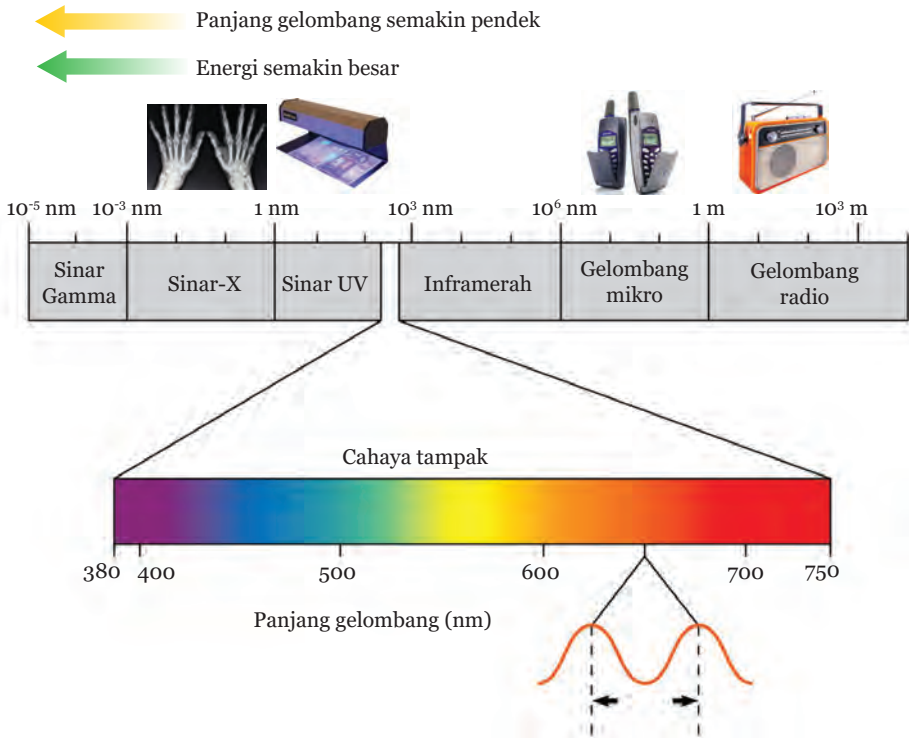 Panjang gelombang semakin pendek
Energi semakin besar
10⁻⁵ nm 10⁻³ nm 1 nm 10³ nm 10⁶ nm 1 m 10³ m
Sinar Gamma
Sinar-X
Sinar UV
Inframerah
Gelombang mikro
Gelombang radio
Cahaya tampak
380 400 500 600 700 750
Panjang gelombang (nm)